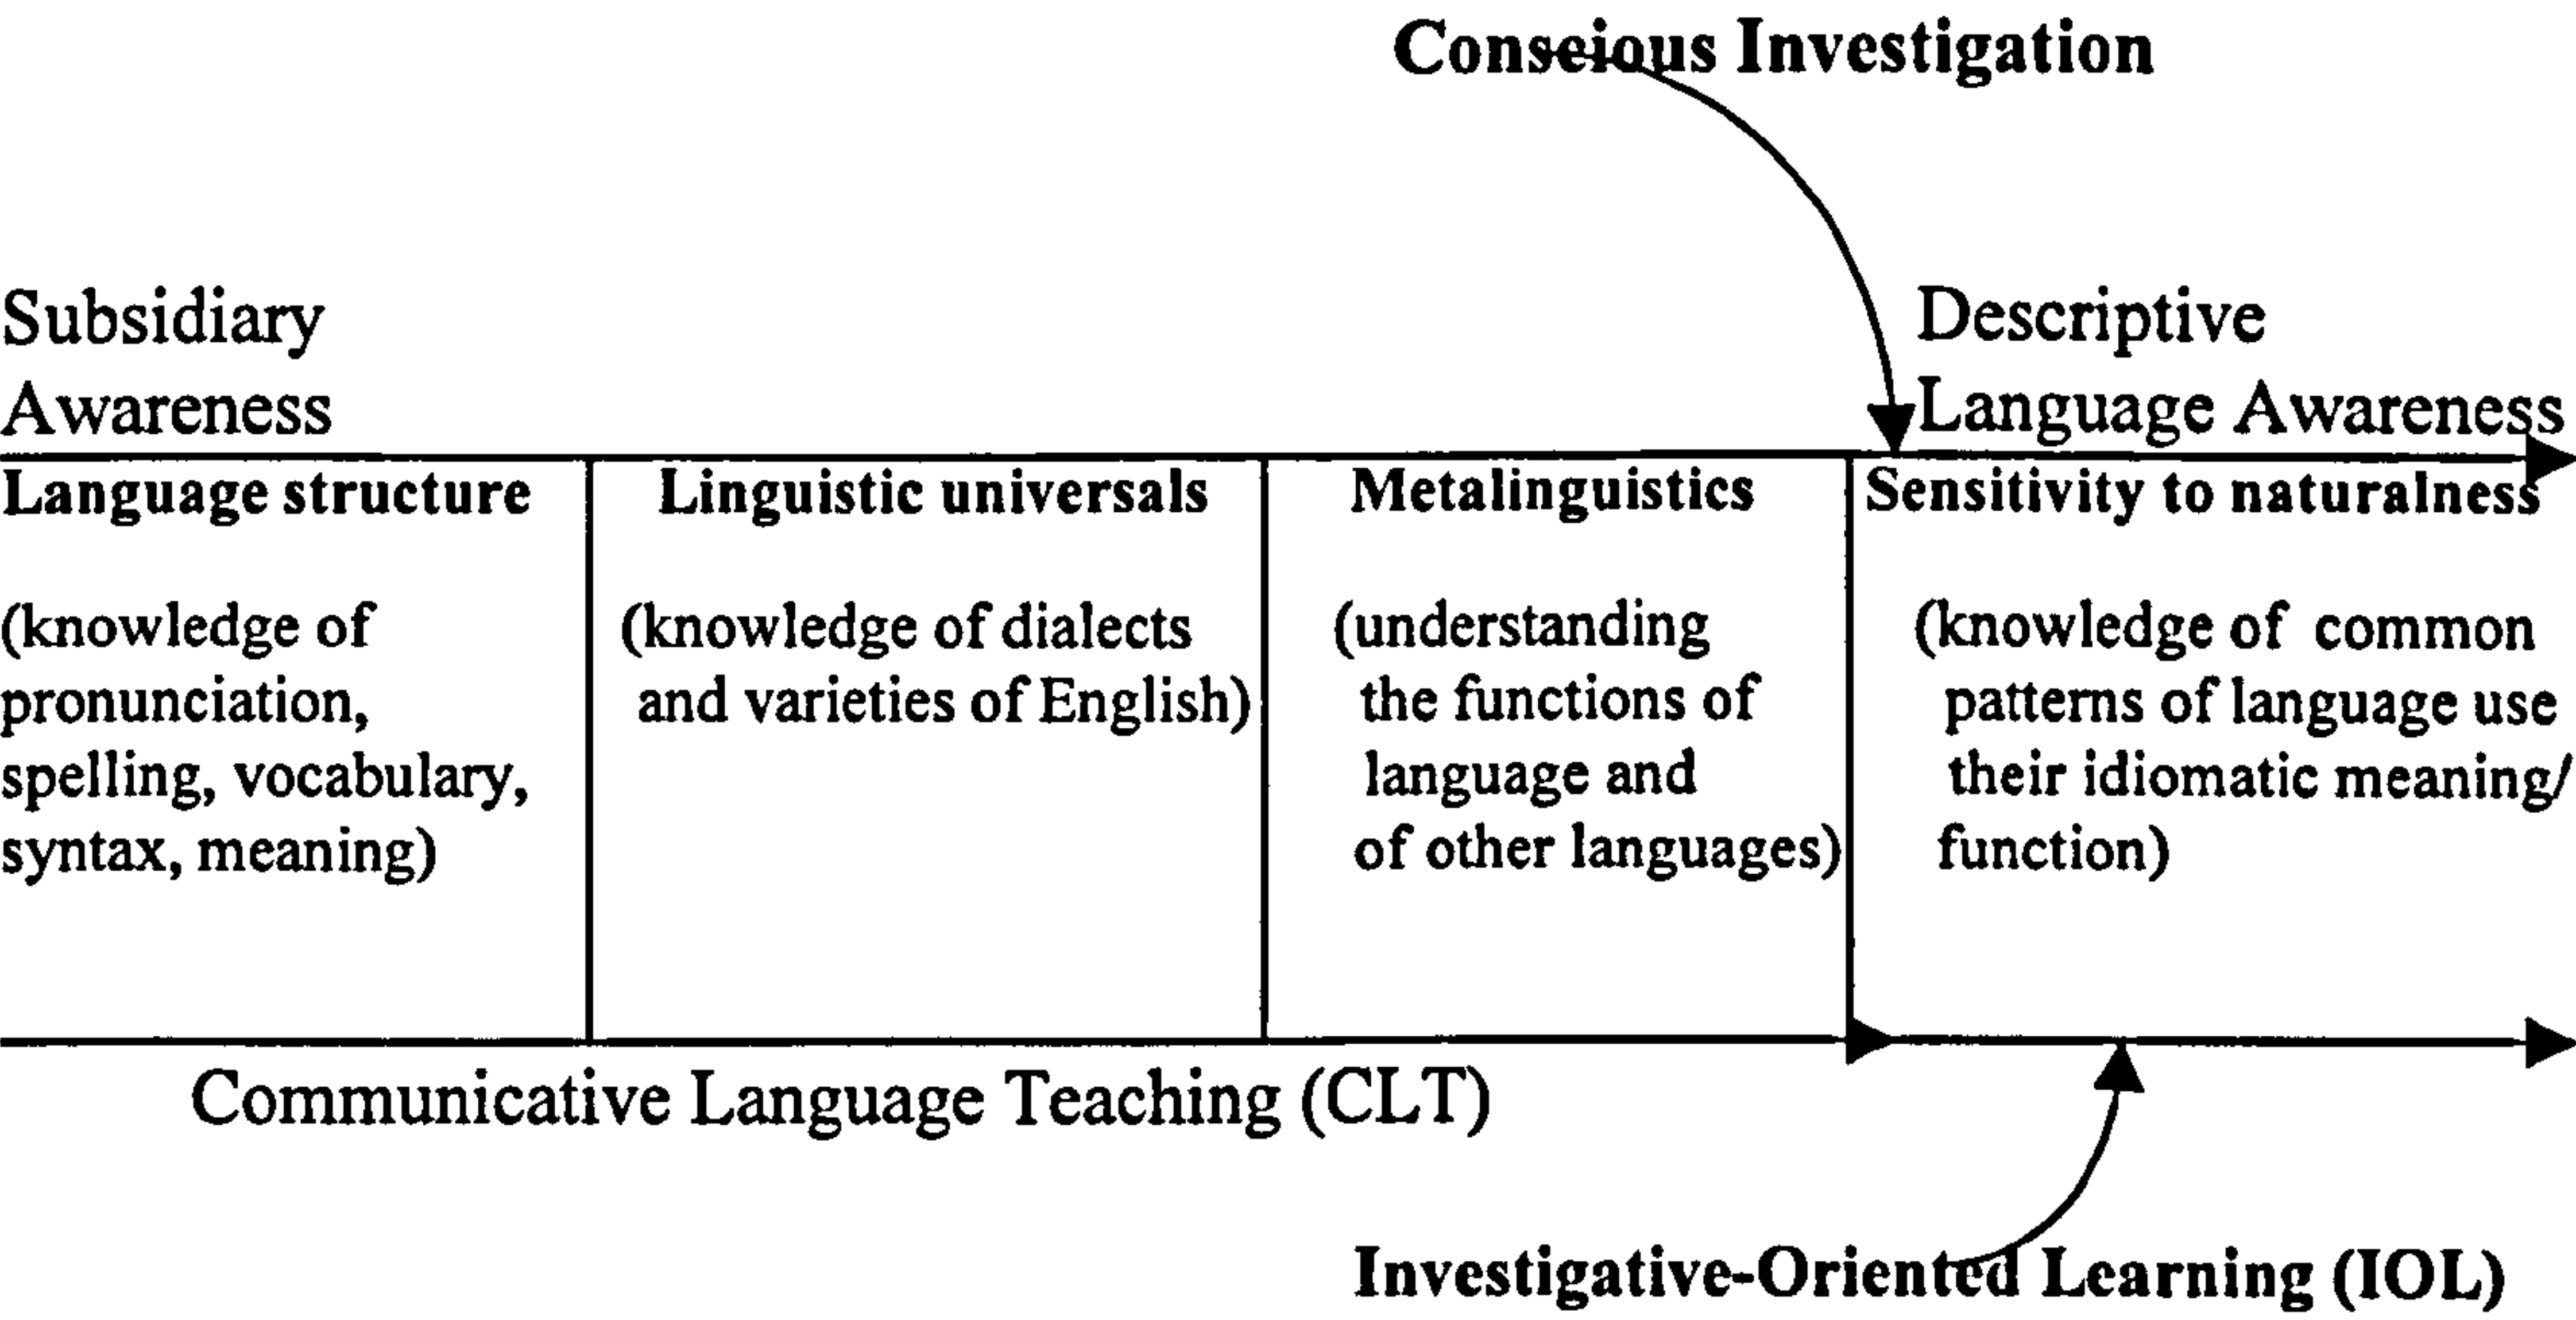 Conscious Investigation
Subsidiary
Awareness
Descriptive
Language Awareness
Language structure
(knowledge of
pronunciation,
spelling, vocabulary,
syntax, meaning)
Linguistic universals
(knowledge of dialects
and varieties of English)
Metalinguistics
(understanding
the functions of
language and
of other languages)
Sensitivity to naturalness
(knowledge of common
patterns of language use
their idiomatic meaning/
function)
Communicative Language Teaching (CLT)
Investigative-Oriented Learning (IOL)